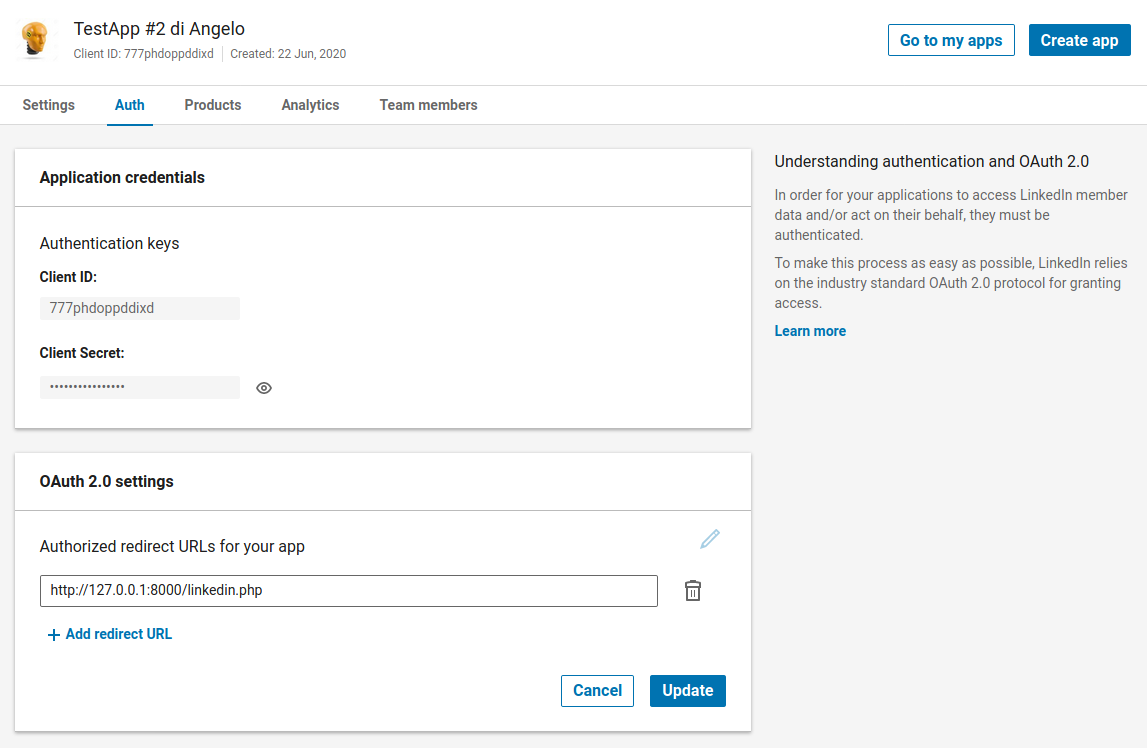 TestApp #2 di Angelo
Client ID: 777phdoppddixd Created: 22 Jun, 2020
Go to my apps
Create app
Settings Auth Products Analytics Team members
Application credentials
Authentication keys
Client ID:
777phdoppddixd
Client Secret:
••••••••••••••••
OAuth 2.0 settings
Authorized redirect URLs for your app
http://127.0.0.1:8000/linkedin.php
+ Add redirect URL
Cancel
Update
Understanding authentication and OAuth 2.0
In order for your applications to access LinkedIn member
data and/or act on their behalf, they must be
authenticated.
To make this process as easy as possible, LinkedIn relies
on the industry standard OAuth 2.0 protocol for granting
access.
Learn more